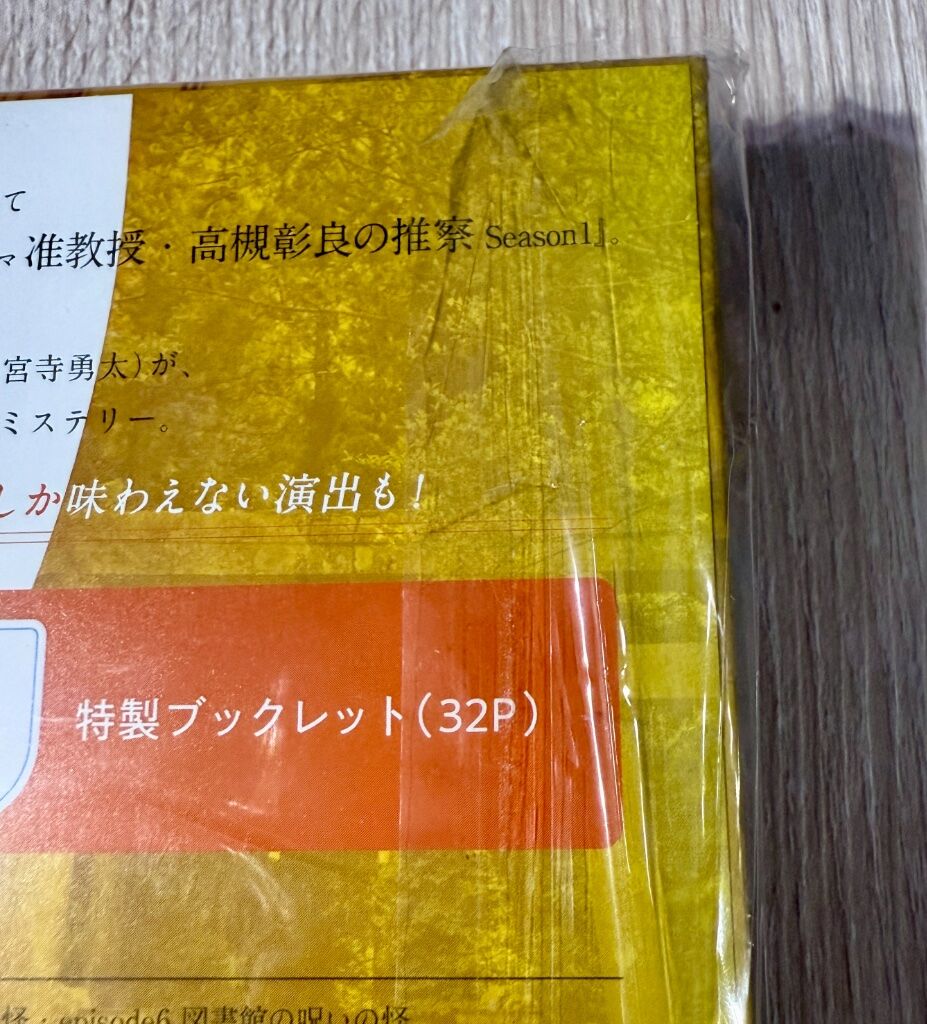 て
マ 准教授・高槻彰良の推察 Season1』。
宮寺勇太)が、
ミステリー。
しか味わえない演出も!
特製ブックレット(32P)
怪・episode6 図書館の呪いの怪